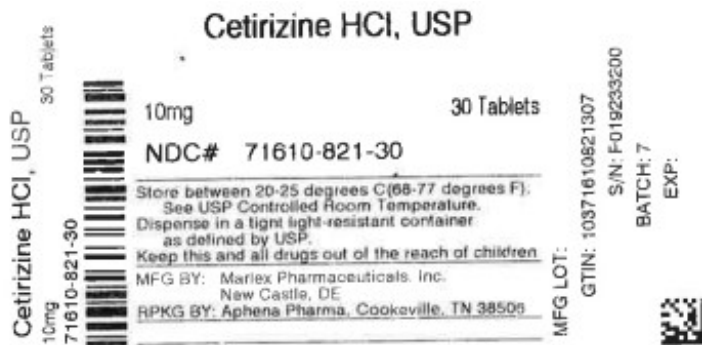 Cetirizine HCl, USP
10mg 30 Tablets
NDC# 71610-821-30
Store between 20-25 degrees C(68-77 degrees F).
See USP Controlled Room Temperature.
Dispense in a tight light-resistant container
as defined by USP.
Keep this and all drugs out of the reach of children
MFG BY: Marlex Pharmaceuticals. Inc.
New Castle, DE
RPKG BY: Aphena Pharma, Cookeville, TN 38506
Cetirizine HCl, USP
10mg 30 Tablets
71610-821-30
MFG LOT:
GTIN: 10371610821307
S/N: F019233200
BATCH: 7
EXP: